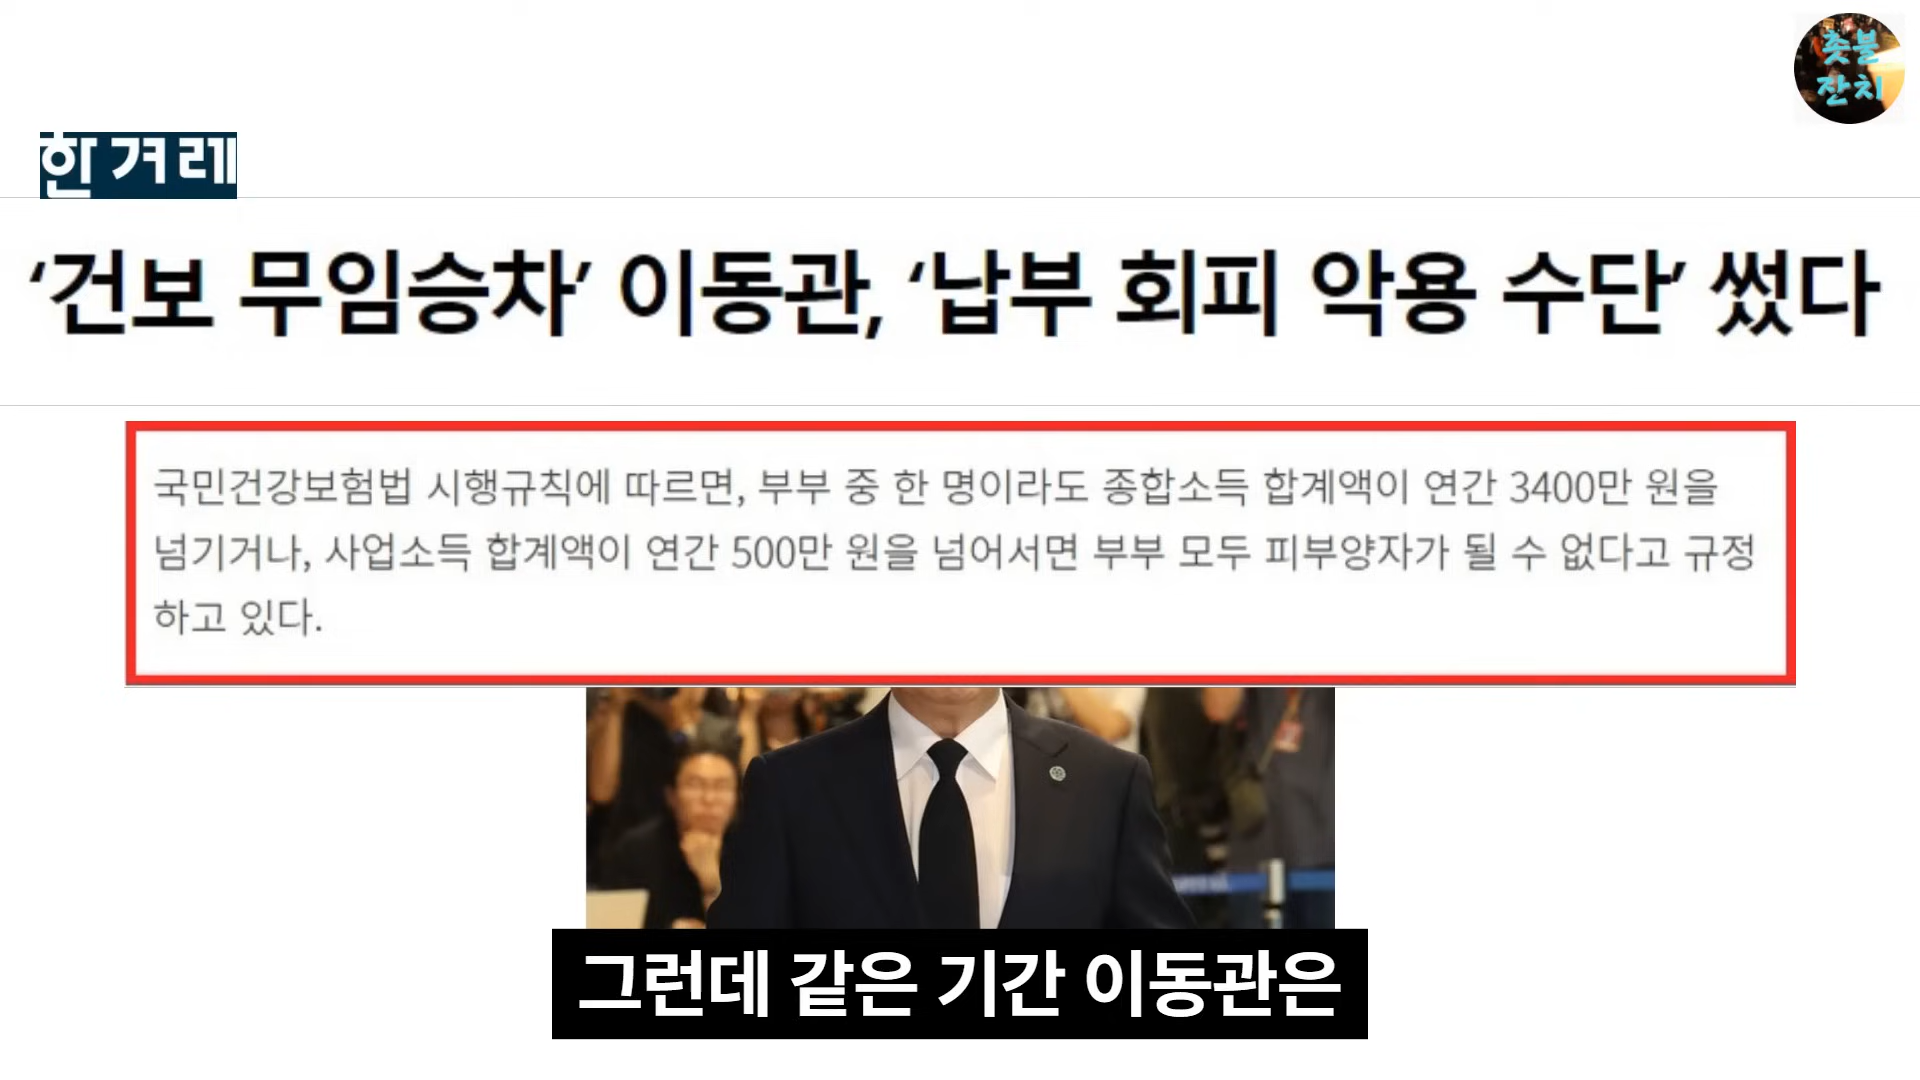 촛불
잔치
한겨레
‘건보 무임승차’ 이동관, ‘납부 회피 악용 수단’ 썼다
국민건강보험법 시행규칙에 따르면, 부부 중 한 명이라도 종합소득 합계액이 연간 3400만 원을
넘기거나, 사업소득 합계액이 연간 500만 원을 넘어서면 부부 모두 피부양자가 될 수 없다고 규정
하고 있다.
그런데 같은 기간 이동관은